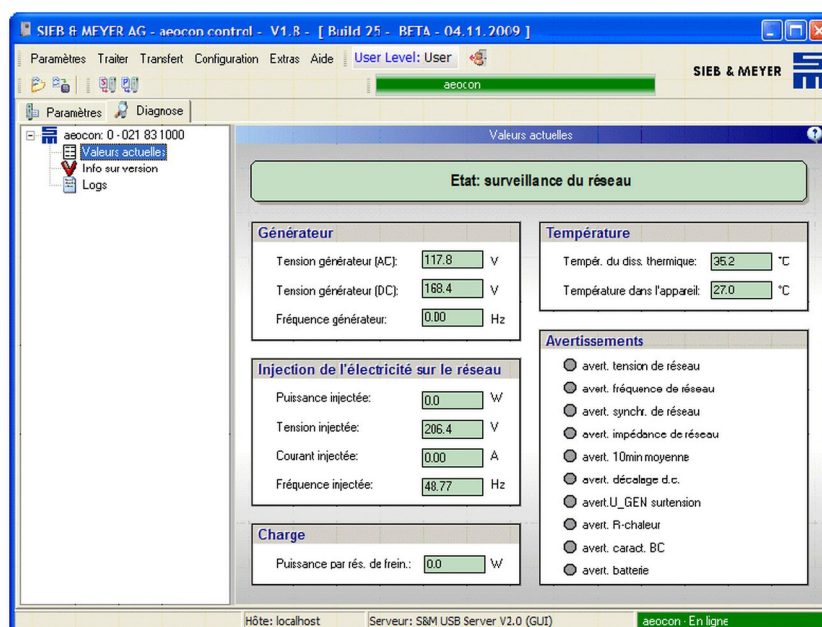 SIEB & MEYER AG - aeocon control - V1.8 - [ Build 25 - BETA - 04.11.2009 ]
Paramètres Traiter Transfert Configuration Extras Aide User Level: User
SIEB & MEYER
aeocon
Paramètres Diagnose
aeocon: 0 - 021 83 1000
Valeurs actuelles
Info sur version
Logs
Valeurs actuelles
Etat: surveillance du réseau
Générateur
Tension générateur (AC): 117.8 V
Tension générateur (DC): 168.4 V
Fréquence générateur: 0.00 Hz
Injection de l'électricité sur le réseau
Puissance injectée: 0.0 W
Tension injectée: 206.4 V
Courant injectée: 0.00 A
Fréquence injectée: 48.77 Hz
Charge
Puissance par rés. de frein.: 0.0 W
Température
Tempér. du diss. thermique: 35.2 °C
Température dans l'appareil: 27.0 °C
Avertissements
avert. tension de réseau
avert. fréquence de réseau
avert. synchr. de réseau
avert. impédance de réseau
avert. 10min moyenne
avert. décalage d.c.
avert.U_GEN surtension
avert. R-chaleur
avert. caract. BC
avert. batterie
Hôte: localhost Serveur: S&M USB Server V2.0 (GUI) aeocon - En ligne